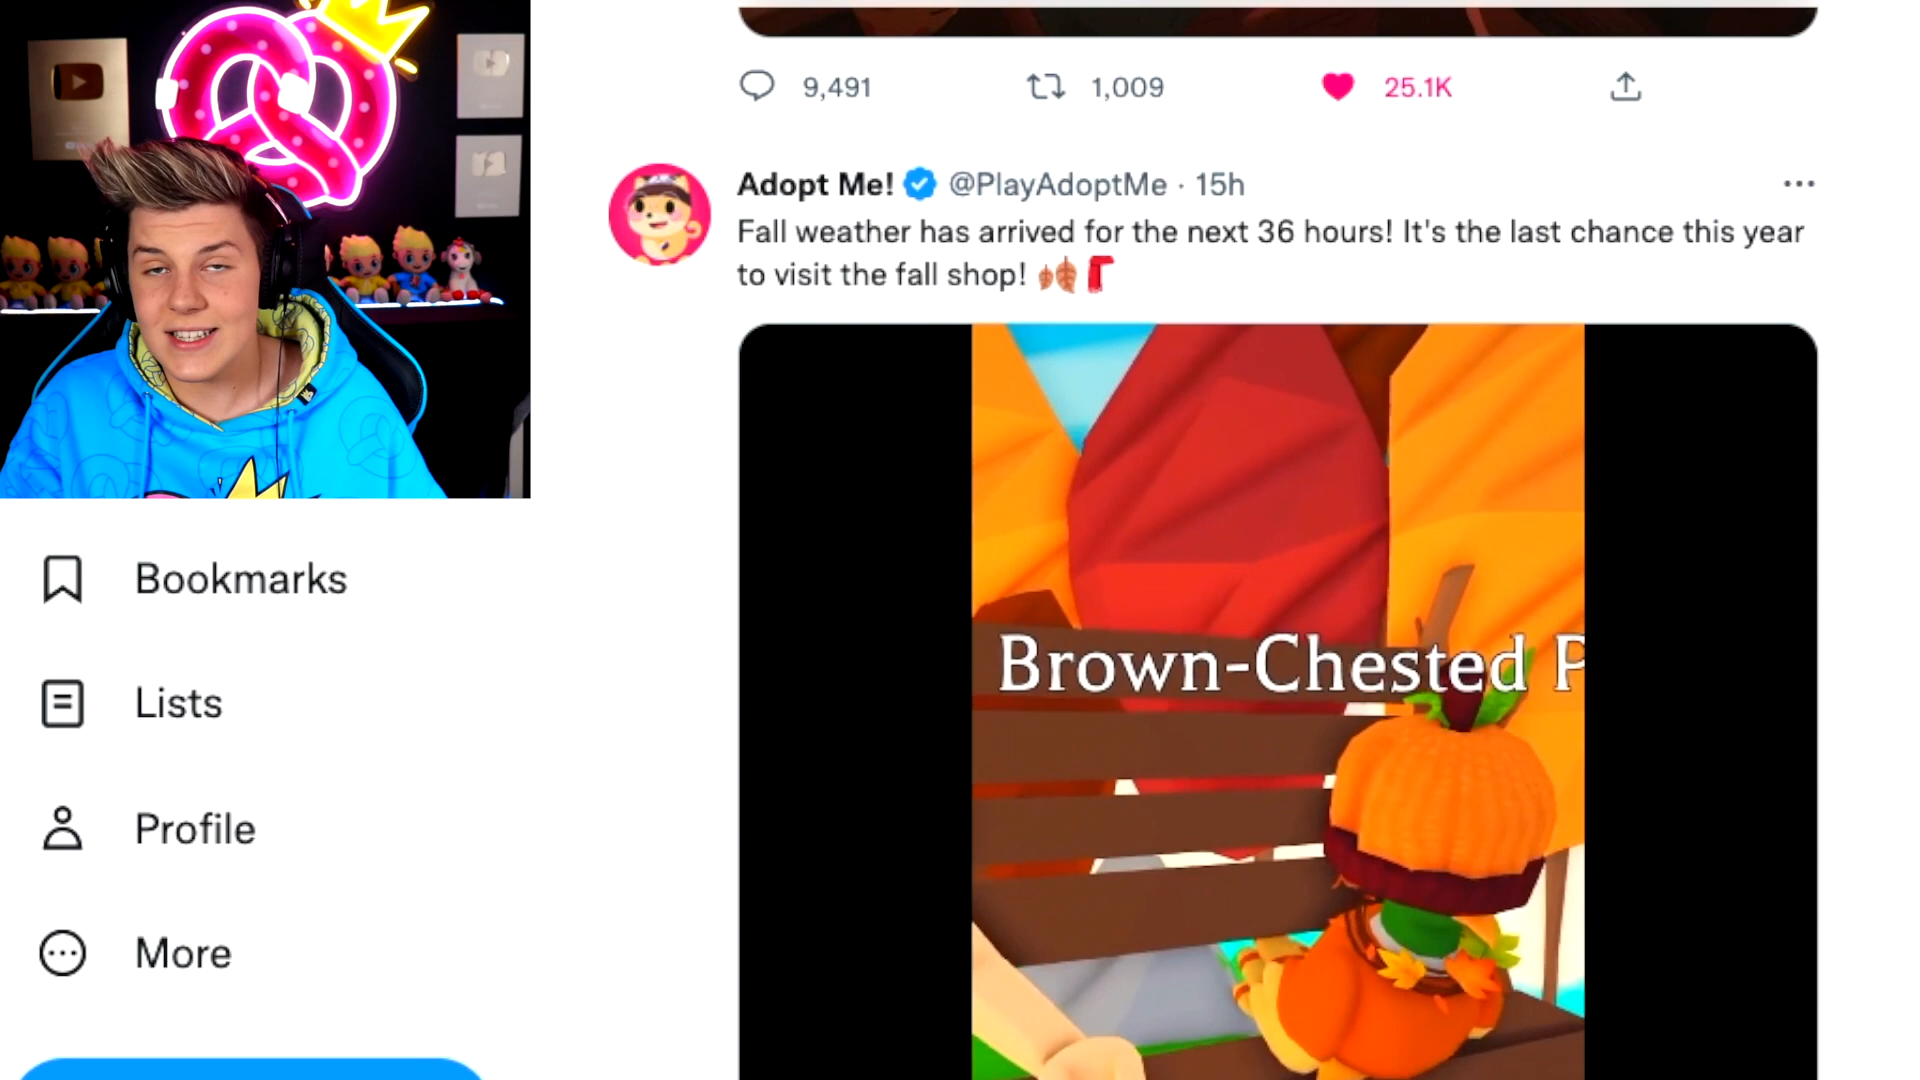 9,491 1,009 25.1K
Adopt Me! @PlayAdoptMe · 15h
Fall weather has arrived for the next 36 hours! It's the last chance this year
to visit the fall shop!
Brown-Chested P
Bookmarks
Lists
Profile
More